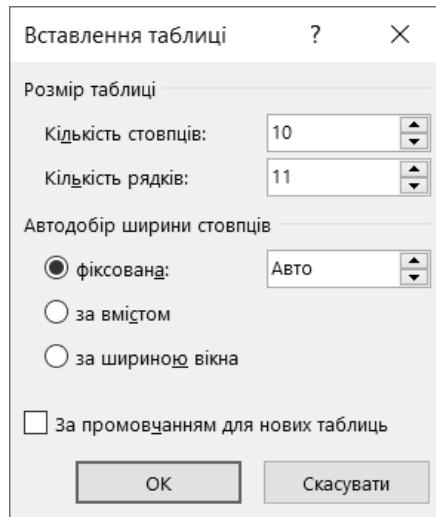 Вставлення таблиці ?
Розмір таблиці
Кількість стовпців: 10
Кількість рядків: 11
Автодобір ширини стовпців
фіксована: Авто
за вмістом
за шириною вікна
За промовчанням для нових таблиць
ОК Скасувати